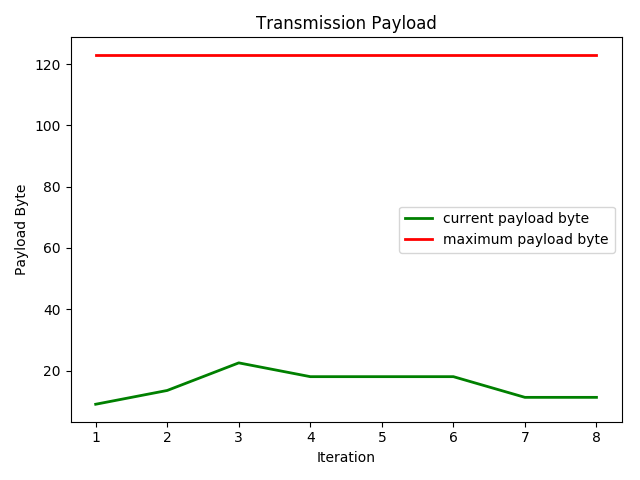 Transmission Payload
Payload Byte
120
100
80
60
40
20
current payload byte
maximum payload byte
1 2 3 4 5 6 7 8
Iteration